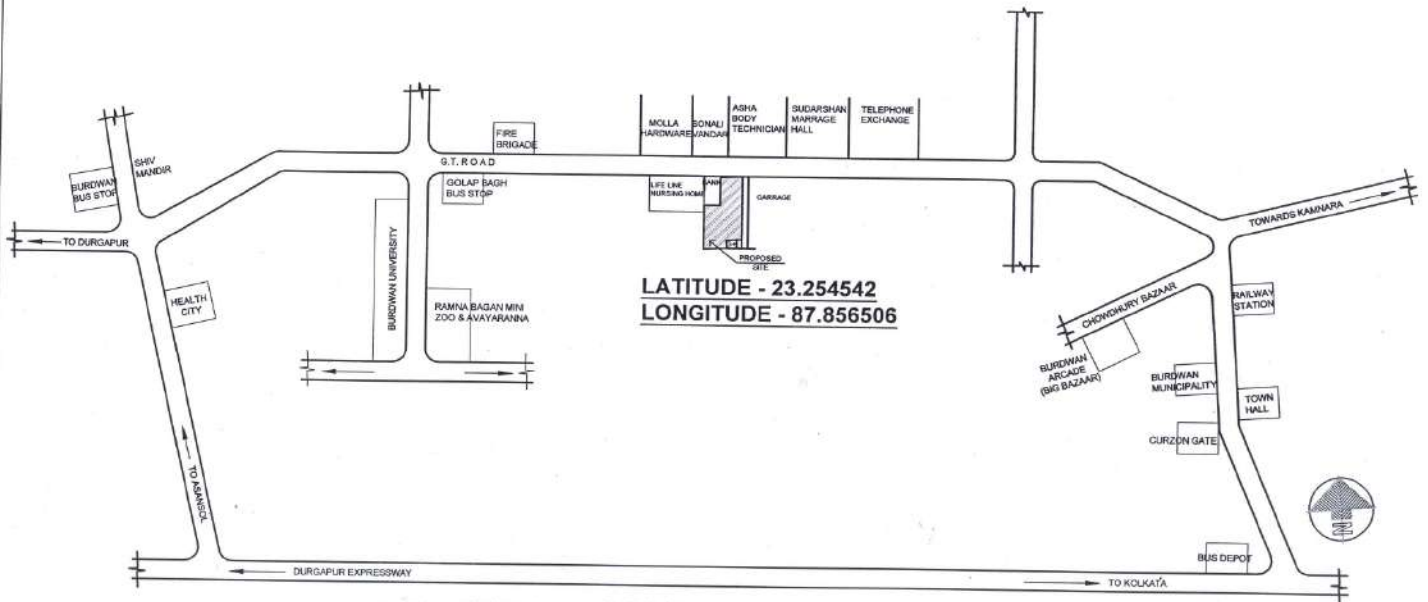 SHIV
MANDIR
BURDWAN
BUS STOP
TO DURGAPUR
HEALTH
CITY
TO ASANSOL
FIRE
BRIGADE
G.T. ROAD
GOLAP BAGH
BUS STOP
BURDWAN UNIVERSITY
RAMNA BAGAN MINI
ZOO & AVAYARANNA
MOLLA
HARDWARE
SONALI
VANDAR
ASHA
BODY
TECHNICIAN
SUDARSHAN
MARRAGE
HALL
TELEPHONE
EXCHANGE
LIFE LINE
NURSING HOME
GARRAGE
PROPOSED
SITE
LATITUDE - 23.254542
LONGITUDE - 87.856506
TOWARDS KAMNARA
CHOWDHURY BAZAAR
RAILWAY
STATION
BURDWAN
ARCADE
(BIG BAZAAR)
BURDWAN
MUNICIPALITY
TOWN
HALL
CURZON GATE
N
BUS DEPOT
DURGAPUR EXPRESSWAY
TO KOLKATA